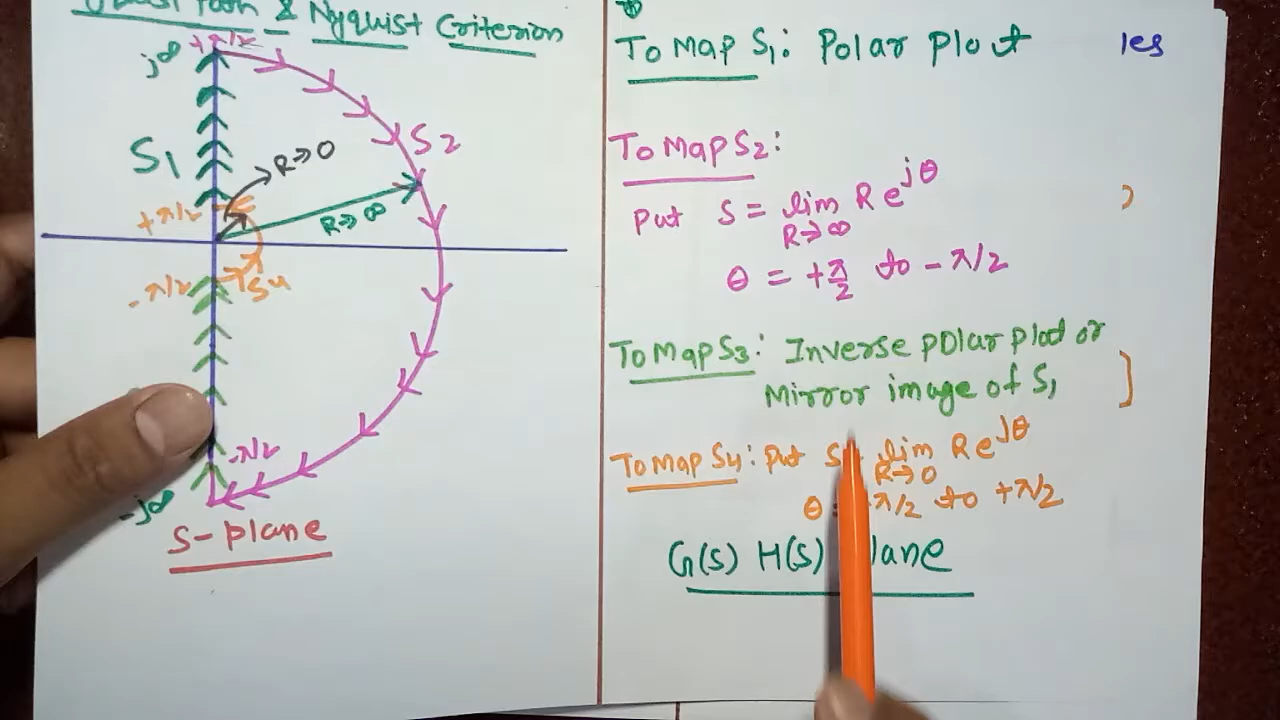 Path & Nyquist Criterion
+π/2
j∞
S1
S2
R→0
+π/2
R→∞
-π/2
S4
-π/2
-j∞
S-plane
To Map S1: Polar Plot
To Map S2:
Put S = lim R e^jθ
R→∞
θ = +π/2 to -π/2
To Map S3: Inverse polar plot or
Mirror image of S1
To Map S4: Put S lim R e^jθ
R→0
θ -π/2 to +π/2
G(s) H(s) plane
les